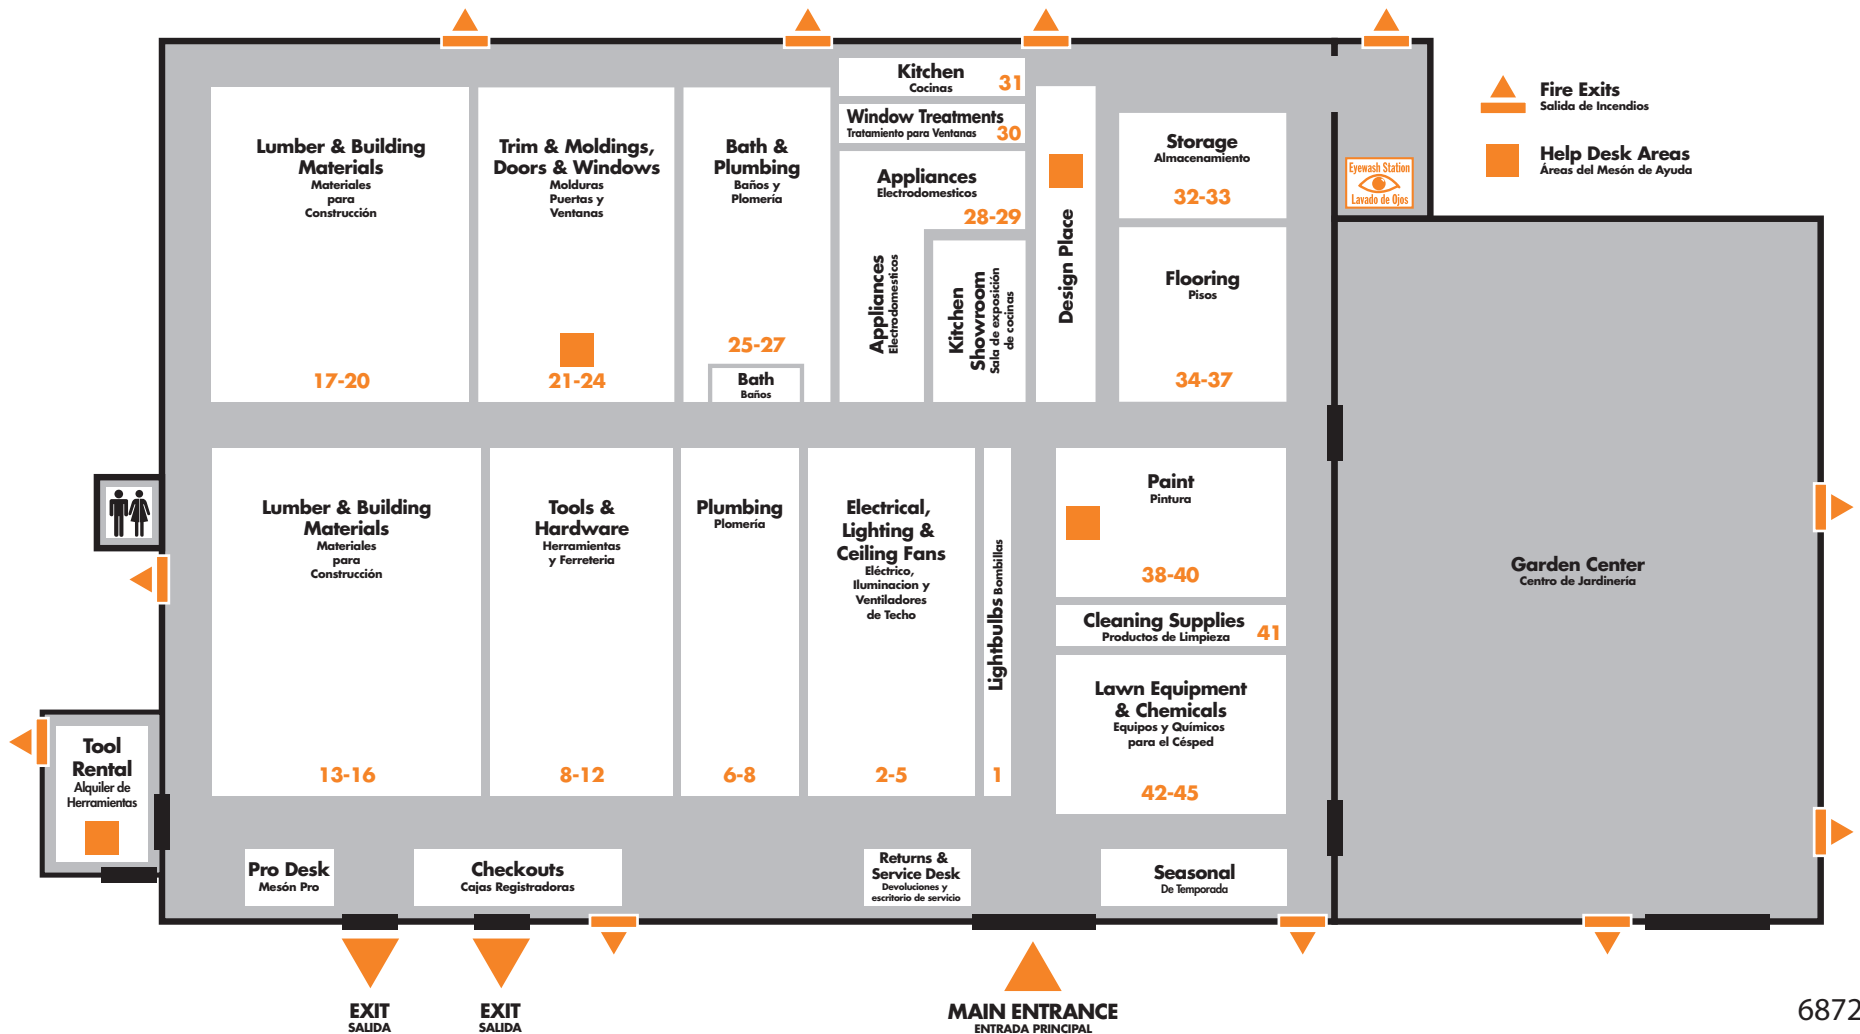 Kitchen
Cocinas
31
Window Treatments
Tratamiento para Ventanas
30
Fire Exits
Salida de Incendios
Help Desk Areas
Áreas del Mesón de Ayuda
Lumber & Building
Materials
Materiales
para
Construcción
17-20
Trim & Moldings,
Doors & Windows
Molduras
Puertas y
Ventanas
21-24
Bath &
Plumbing
Baños y
Plomería
25-27
Bath
Baños
Appliances
Electrodomesticos
28-29
Appliances
Electrodomesticos
Kitchen
Showroom
Sala de exposición
de cocinas
Design Place
Storage
Almacenamiento
32-33
Flooring
Pisos
34-37
Eyewash Station
Lavado de Ojos
Lumber & Building
Materials
Materiales
para
Construcción
13-16
Tools &
Hardware
Herramientas
y Ferreteria
8-12
Plumbing
Plomería
6-8
Electrical,
Lighting &
Ceiling Fans
Eléctrico,
Iluminacion y
Ventiladores
de Techo
2-5
Lightbulbs Bombillas
1
Paint
Pintura
38-40
Cleaning Supplies
Productos de Limpieza
41
Lawn Equipment
& Chemicals
Equipos y Químicos
para el Césped
42-45
Garden Center
Centro de Jardinería
Tool
Rental
Alquiler de
Herramientas
Pro Desk
Mesón Pro
Checkouts
Cajas Registradoras
Returns &
Service Desk
Devoluciones y
escritorio de servicio
Seasonal
De Temporada
EXIT
SALIDA
EXIT
SALIDA
MAIN ENTRANCE
ENTRADA PRINCIPAL
6872